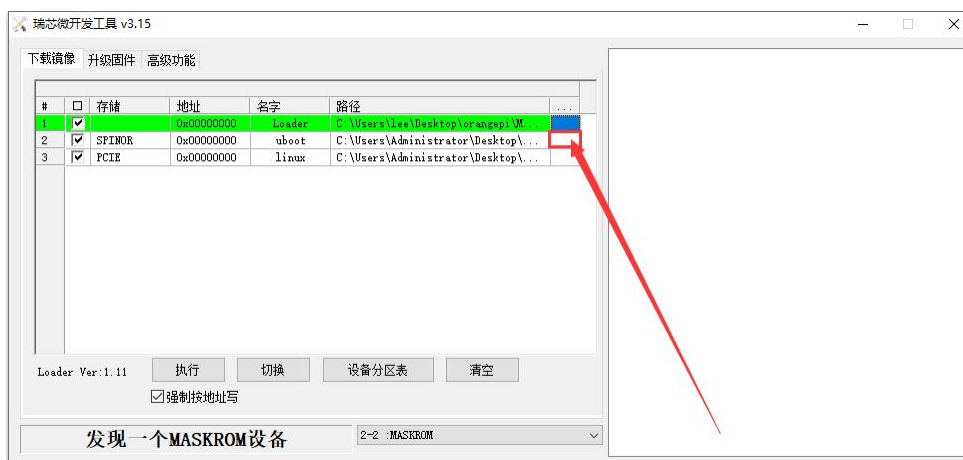 瑞芯微开发工具 v3.15
下载镜像 升级固件 高级功能
# 存储 地址 名字 路径 ...
1 0x00000000 Loader C:\Users\lee\Desktop\orangepi\M...
2 SPINOR 0x00000000 uboot C:\Users\Administrator\Desktop\...
3 PCIE 0x00000000 linux C:\Users\Administrator\Desktop\...
Loader Ver:1.11 执行 切换 设备分区表 清空
强制按地址写
发现一个MASKROM设备 2-2 :MASKROM